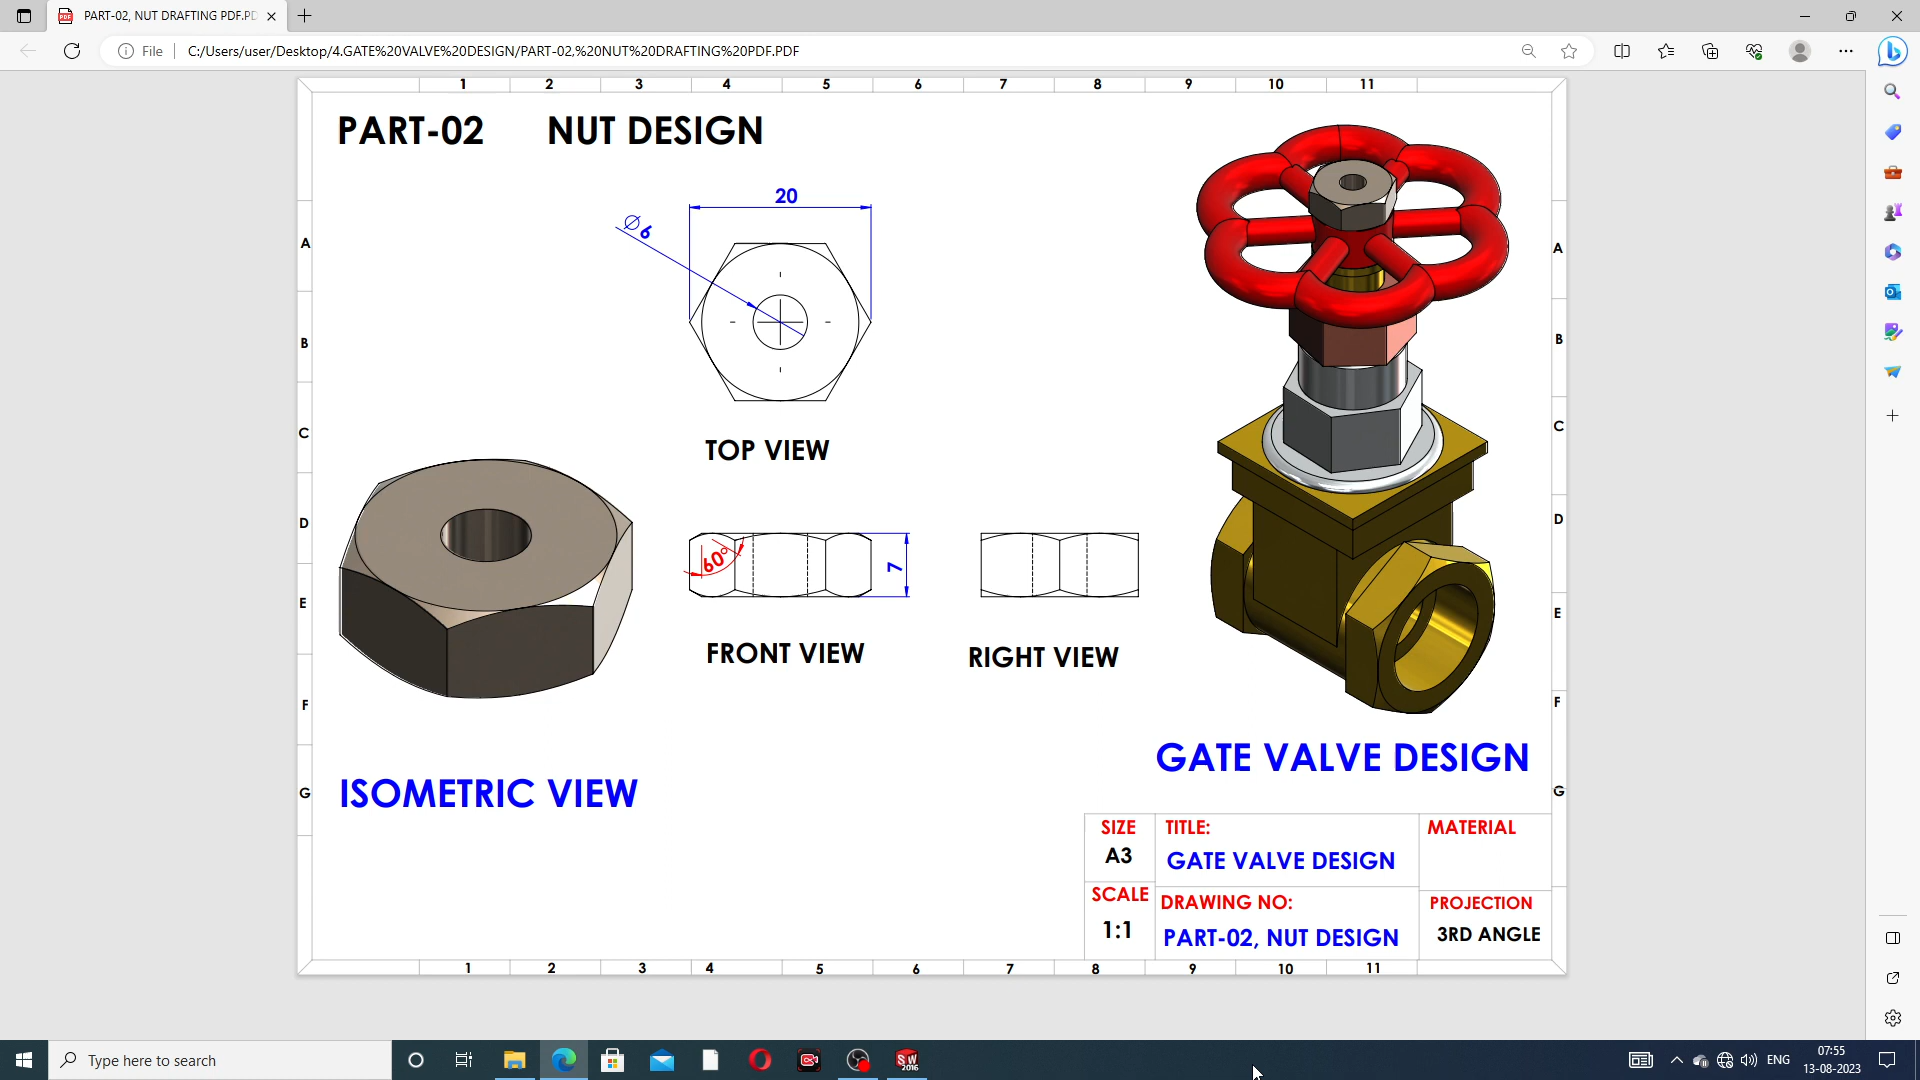 PART-02, NUT DRAFTING PDF.PD
File
C:/Users/user/Desktop/4.GATE%20VALVE%20DESIGN/PART-02,%20NUT%20DRAFTING%20PDF.PDF
1 2 3 4 5 6 7 8 9 10 11
PART-02 NUT DESIGN
20
∅6
A A
B B
TOP VIEW
C C
D D
60°
7
E E
FRONT VIEW
RIGHT VIEW
F F
GATE VALVE DESIGN
ISOMETRIC VIEW
G G
SIZE
A3
TITLE:
GATE VALVE DESIGN
MATERIAL
SCALE
1:1
DRAWING NO:
PART-02, NUT DESIGN
PROJECTION
3RD ANGLE
1 2 3 4 5 6 7 8 9 10 11
Type here to search
SW
2016
ENG
07:55
13-08-2023